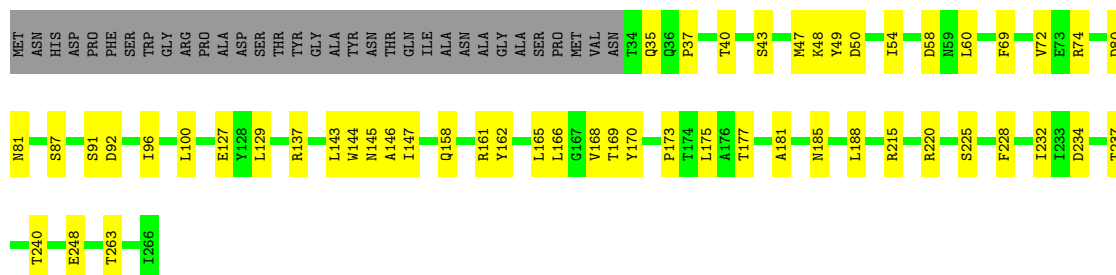 MET ASN HIS ASP PRO PHE SER TRP GLY ARG PRO ALA ASP SER THR TYR GLY ALA TYR ASN THR GLN ILE ALA ASN ALA GLY ALA SER PRO MET VAL ASN T34 Q35 Q36 P37 T40 S43 M47 K48 Y49 D50 I54 D58 N59 L60 F69 V72 E73 R74
N81 S87 S91 D92 I96 L100 E127 Y128 L129 R137 L143 W144 N145 A146 I147 Q158 R161 Y162 L165 L166 G167 V168 T169 Y170 P173 T174 L175 A176 T177 A181 N185 L188 R215 R220 S225 F228 I232 I233 D234
T240 E248 T263 I266